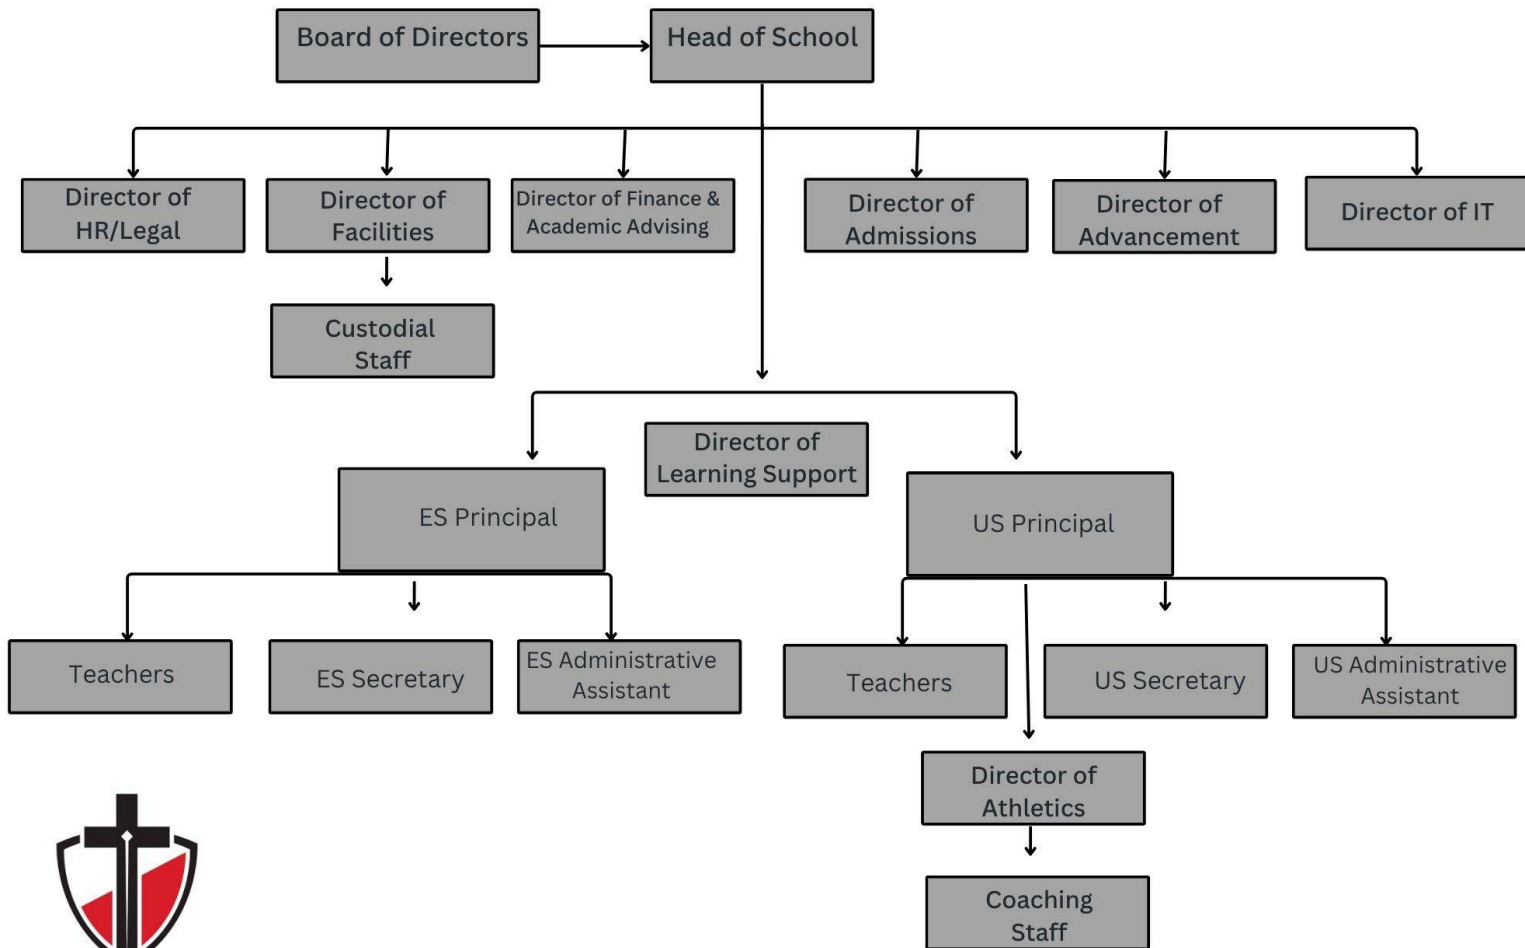 Board of Directors
Head of School
Director of
HR/Legal
Director of
Facilities
Director of Finance &
Academic Advising
Director of
Admissions
Director of
Advancement
Director of IT
Custodial
Staff
Director of
Learning Support
ES Principal
US Principal
Teachers
ES Secretary
ES Administrative
Assistant
Teachers
US Secretary
US Administrative
Assistant
Director of
Athletics
Coaching
Staff